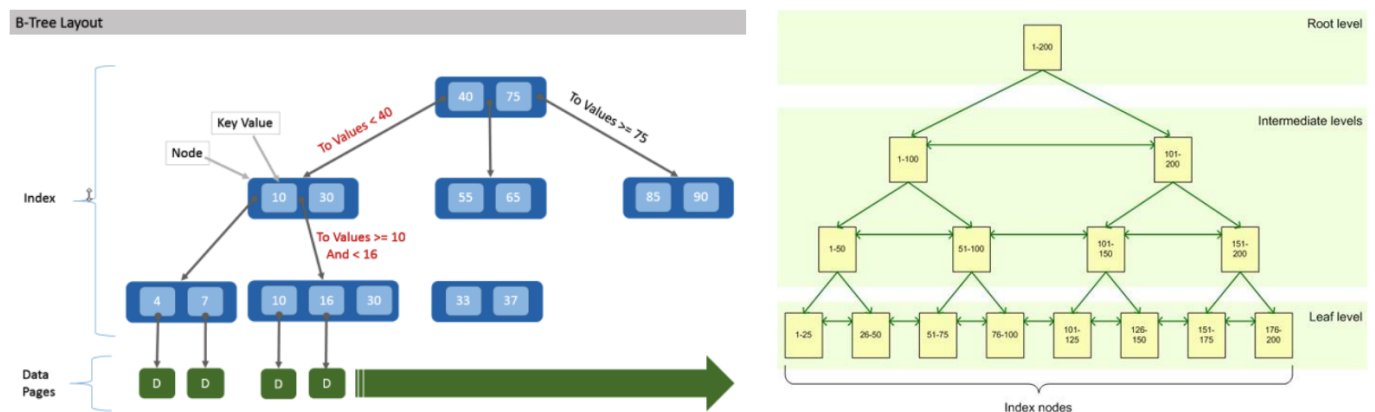 B-Tree Layout
40 75
To Values < 40
To Values >= 75
Key Value
Node
Index
10 30
55 65
85 90
To Values >= 10
And < 16
4 7
10 16 30
33 37
Data
Pages
D D D D
Root level
1-200
Intermediate levels
1-100
101-
200
1-50
51-100
101-
150
151-
200
Leaf level
1-25
26-50
51-75
76-100
101-
125
126-
150
151-
175
176-
200
Index nodes